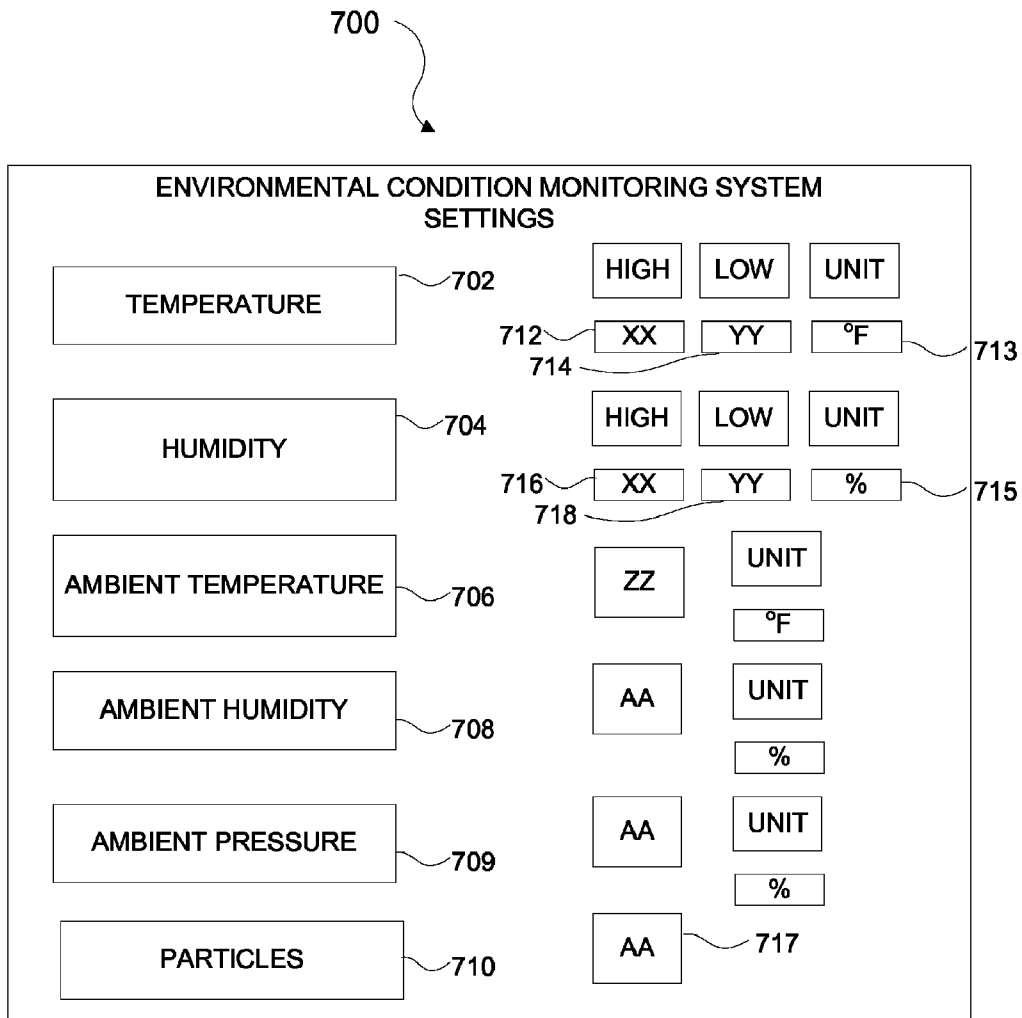 700
ENVIRONMENTAL CONDITION MONITORING SYSTEM
SETTINGS
TEMPERATURE
702
HIGH LOW UNIT
712 XX YY °F 713
714
HUMIDITY
704
HIGH LOW UNIT
716 XX YY % 715
718
AMBIENT TEMPERATURE 706 ZZ UNIT
°F
AMBIENT HUMIDITY 708 AA UNIT
%
AMBIENT PRESSURE 709 AA UNIT
%
PARTICLES 710 AA 717